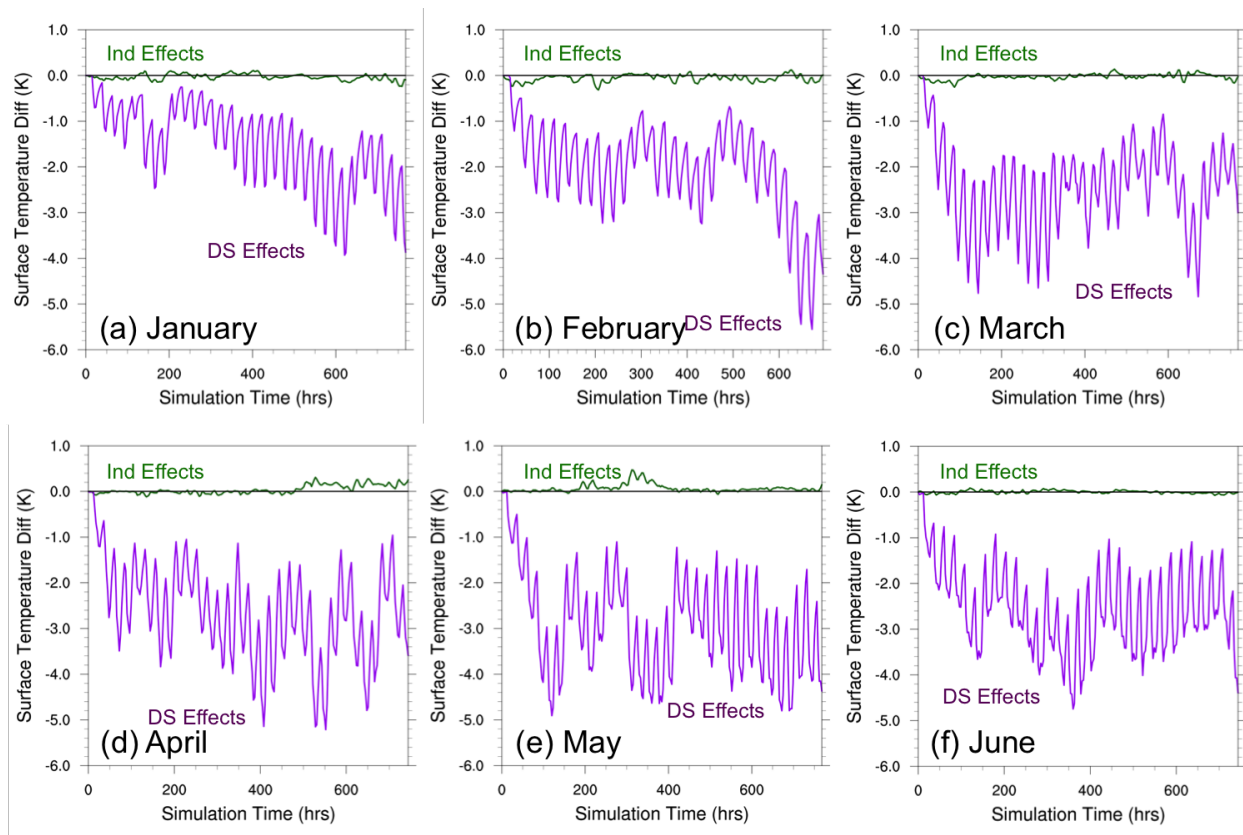 1.0
0.0
-1.0
-2.0
-3.0
-4.0
-5.0
-6.0
Surface Temperature Diff (K)
Ind Effects
DS Effects
(a) January
0 200 400 600
Simulation Time (hrs)
1.0
0.0
-1.0
-2.0
-3.0
-4.0
-5.0
-6.0
Surface Temperature Diff (K)
Ind Effects
DS Effects
(b) February
0 100 200 300 400 500 600
Simulation Time (hrs)
1.0
0.0
-1.0
-2.0
-3.0
-4.0
-5.0
-6.0
Surface Temperature Diff (K)
Ind Effects
DS Effects
(c) March
0 200 400 600
Simulation Time (hrs)
1.0
0.0
-1.0
-2.0
-3.0
-4.0
-5.0
-6.0
Surface Temperature Diff (K)
Ind Effects
DS Effects
(d) April
0 200 400 600
Simulation Time (hrs)
1.0
0.0
-1.0
-2.0
-3.0
-4.0
-5.0
-6.0
Surface Temperature Diff (K)
Ind Effects
DS Effects
(e) May
0 200 400 600
Simulation Time (hrs)
1.0
0.0
-1.0
-2.0
-3.0
-4.0
-5.0
-6.0
Surface Temperature Diff (K)
Ind Effects
DS Effects
(f) June
0 200 400 600
Simulation Time (hrs)